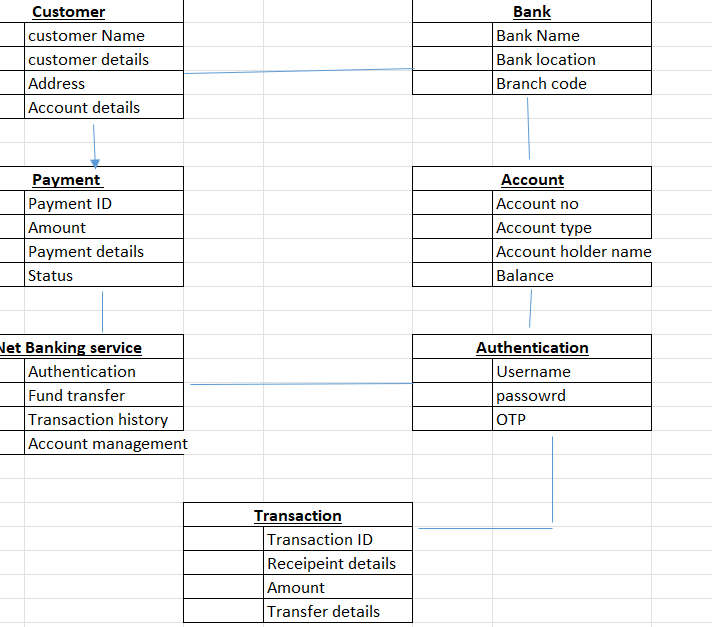 Customer
customer Name
customer details
Address
Account details
Bank
Bank Name
Bank location
Branch code
Payment
Payment ID
Amount
Payment details
Status
Account
Account no
Account type
Account holder name
Balance
Net Banking service
Authentication
Fund transfer
Transaction history
Account management
Authentication
Username
passowrd
OTP
Transaction
Transaction ID
Receipeint details
Amount
Transfer details